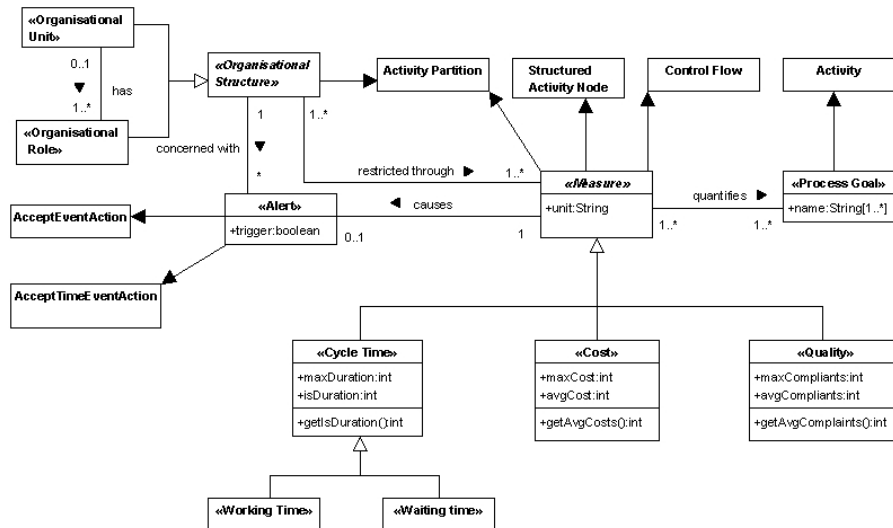 «Organisational
Unit»
0..1
has
1..*
«Organisational
Role»
«Organisational
Structure»
Activity Partition
Structured
Activity Node
Control Flow
Activity
1
1..*
concerned with
*
restricted through
1..*
«Measure»
+unit:String
quantifies
1..*
1..*
«Process Goal»
+name:String[1..*]
«Alert»
+trigger:boolean
causes
0..1
1
AcceptEventAction
AcceptTimeEventAction
«Cycle Time»
+maxDuration:int
+isDuration:int
+getIsDuration():int
«Cost»
+maxCost:int
+avgCost:int
+getAvgCosts():int
«Quality»
+maxCompliants:int
+avgCompliants:int
+getAvgComplaints():int
«Working Time»
«Waiting time»